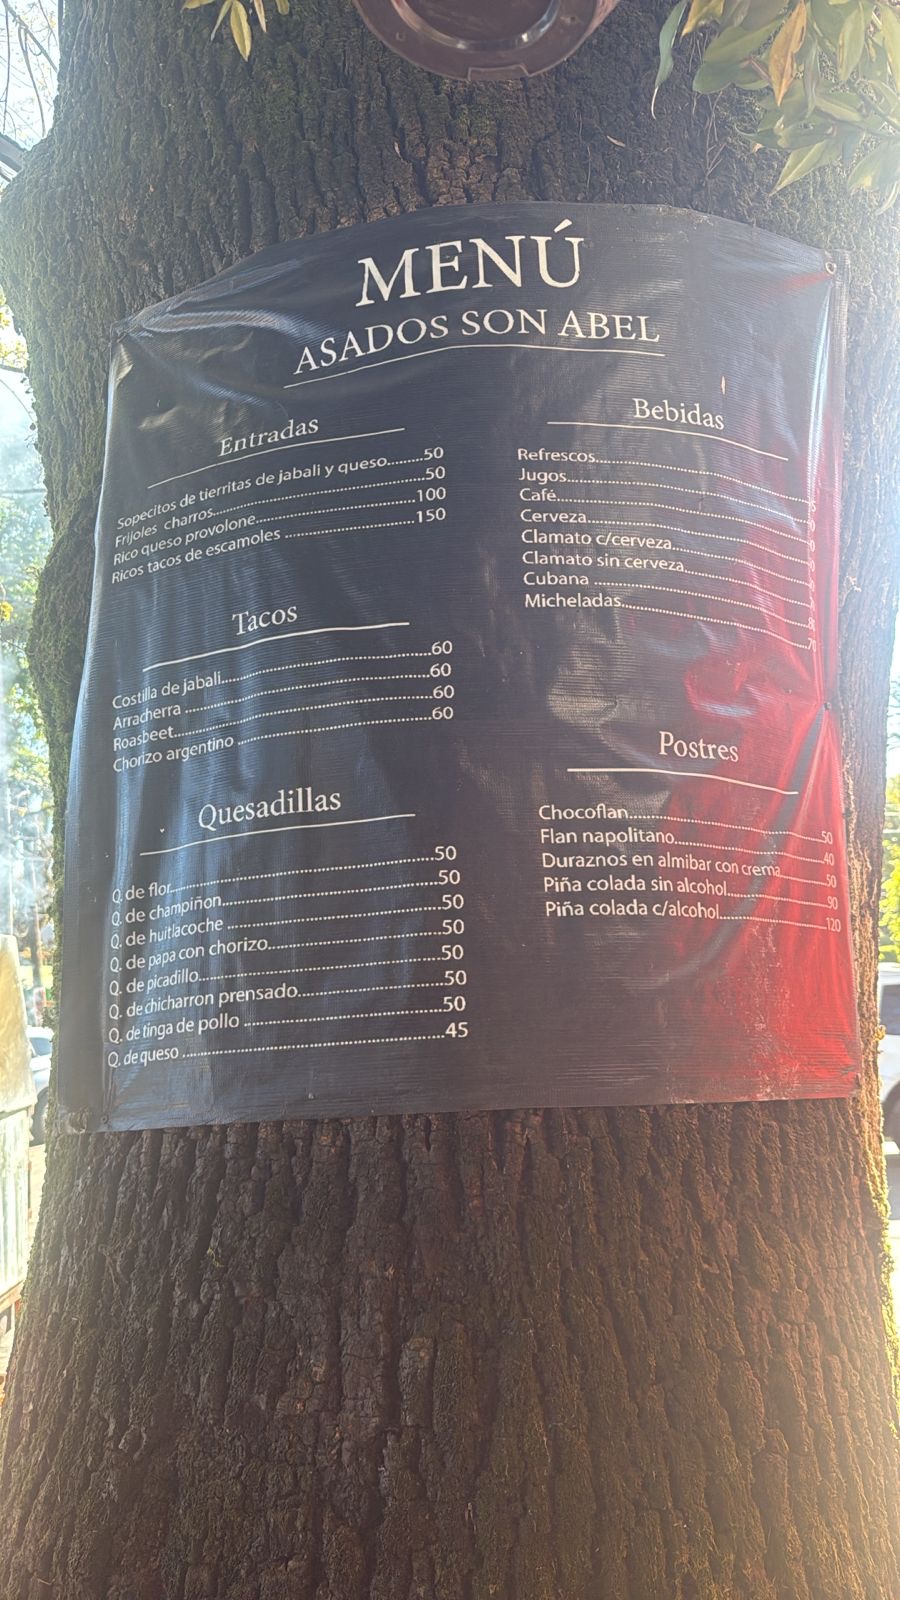 MENÚ
ASADOS SON ABEL
Entradas
Sopecitos de tierritas de jabali y queso........50
Frijoles charros..........50
Rico queso provolone..........100
Ricos tacos de escamoles ..........150
Tacos
Costilla de jabali..........60
Arracherra ..........60
Roasbeet..........60
Chorizo argentino ..........60
Quesadillas
Q. de flor..........50
Q. de champiñon..........50
Q. de huitlacoche ..........50
Q. de papa con chorizo..........50
Q. de picadillo..........50
Q. de chicharron prensado..........50
Q. de tinga de pollo ..........50
Q. de queso ..........45
Bebidas
Refrescos..........
Jugos..........
Café..........
Cerveza..........
Clamato c/cerveza..........
Clamato sin cerveza..........
Cubana ..........
Micheladas..........70
Postres
Chocoflan..........50
Flan napolitano..........40
Duraznos en almibar con crema..........50
Piña colada sin alcohol..........90
Piña colada c/alcohol..........120